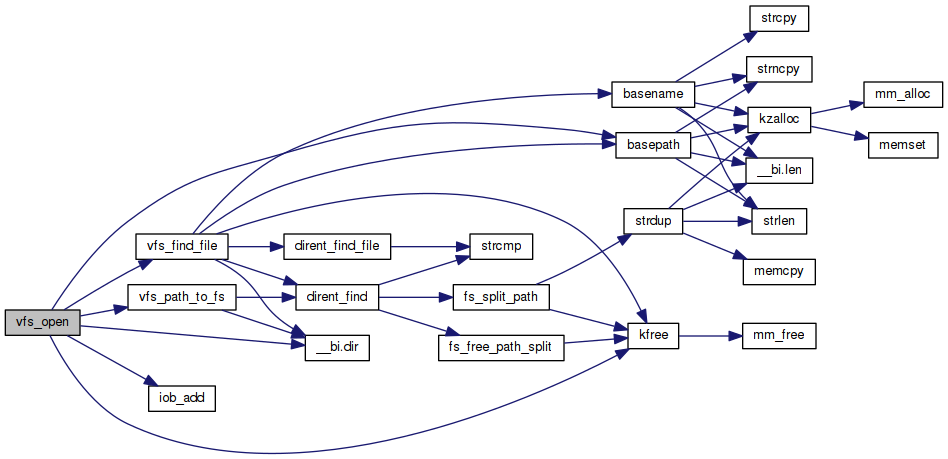 strcpy
strncpy
basename
mm_alloc
kzalloc
basepath
memset
__bi.len
strdup
strlen
vfs_find_file
dirent_find_file
strcmp
memcpy
vfs_path_to_fs
dirent_find
fs_split_path
vfs_open
kfree
mm_free
__bi.dir
fs_free_path_split
iob_add